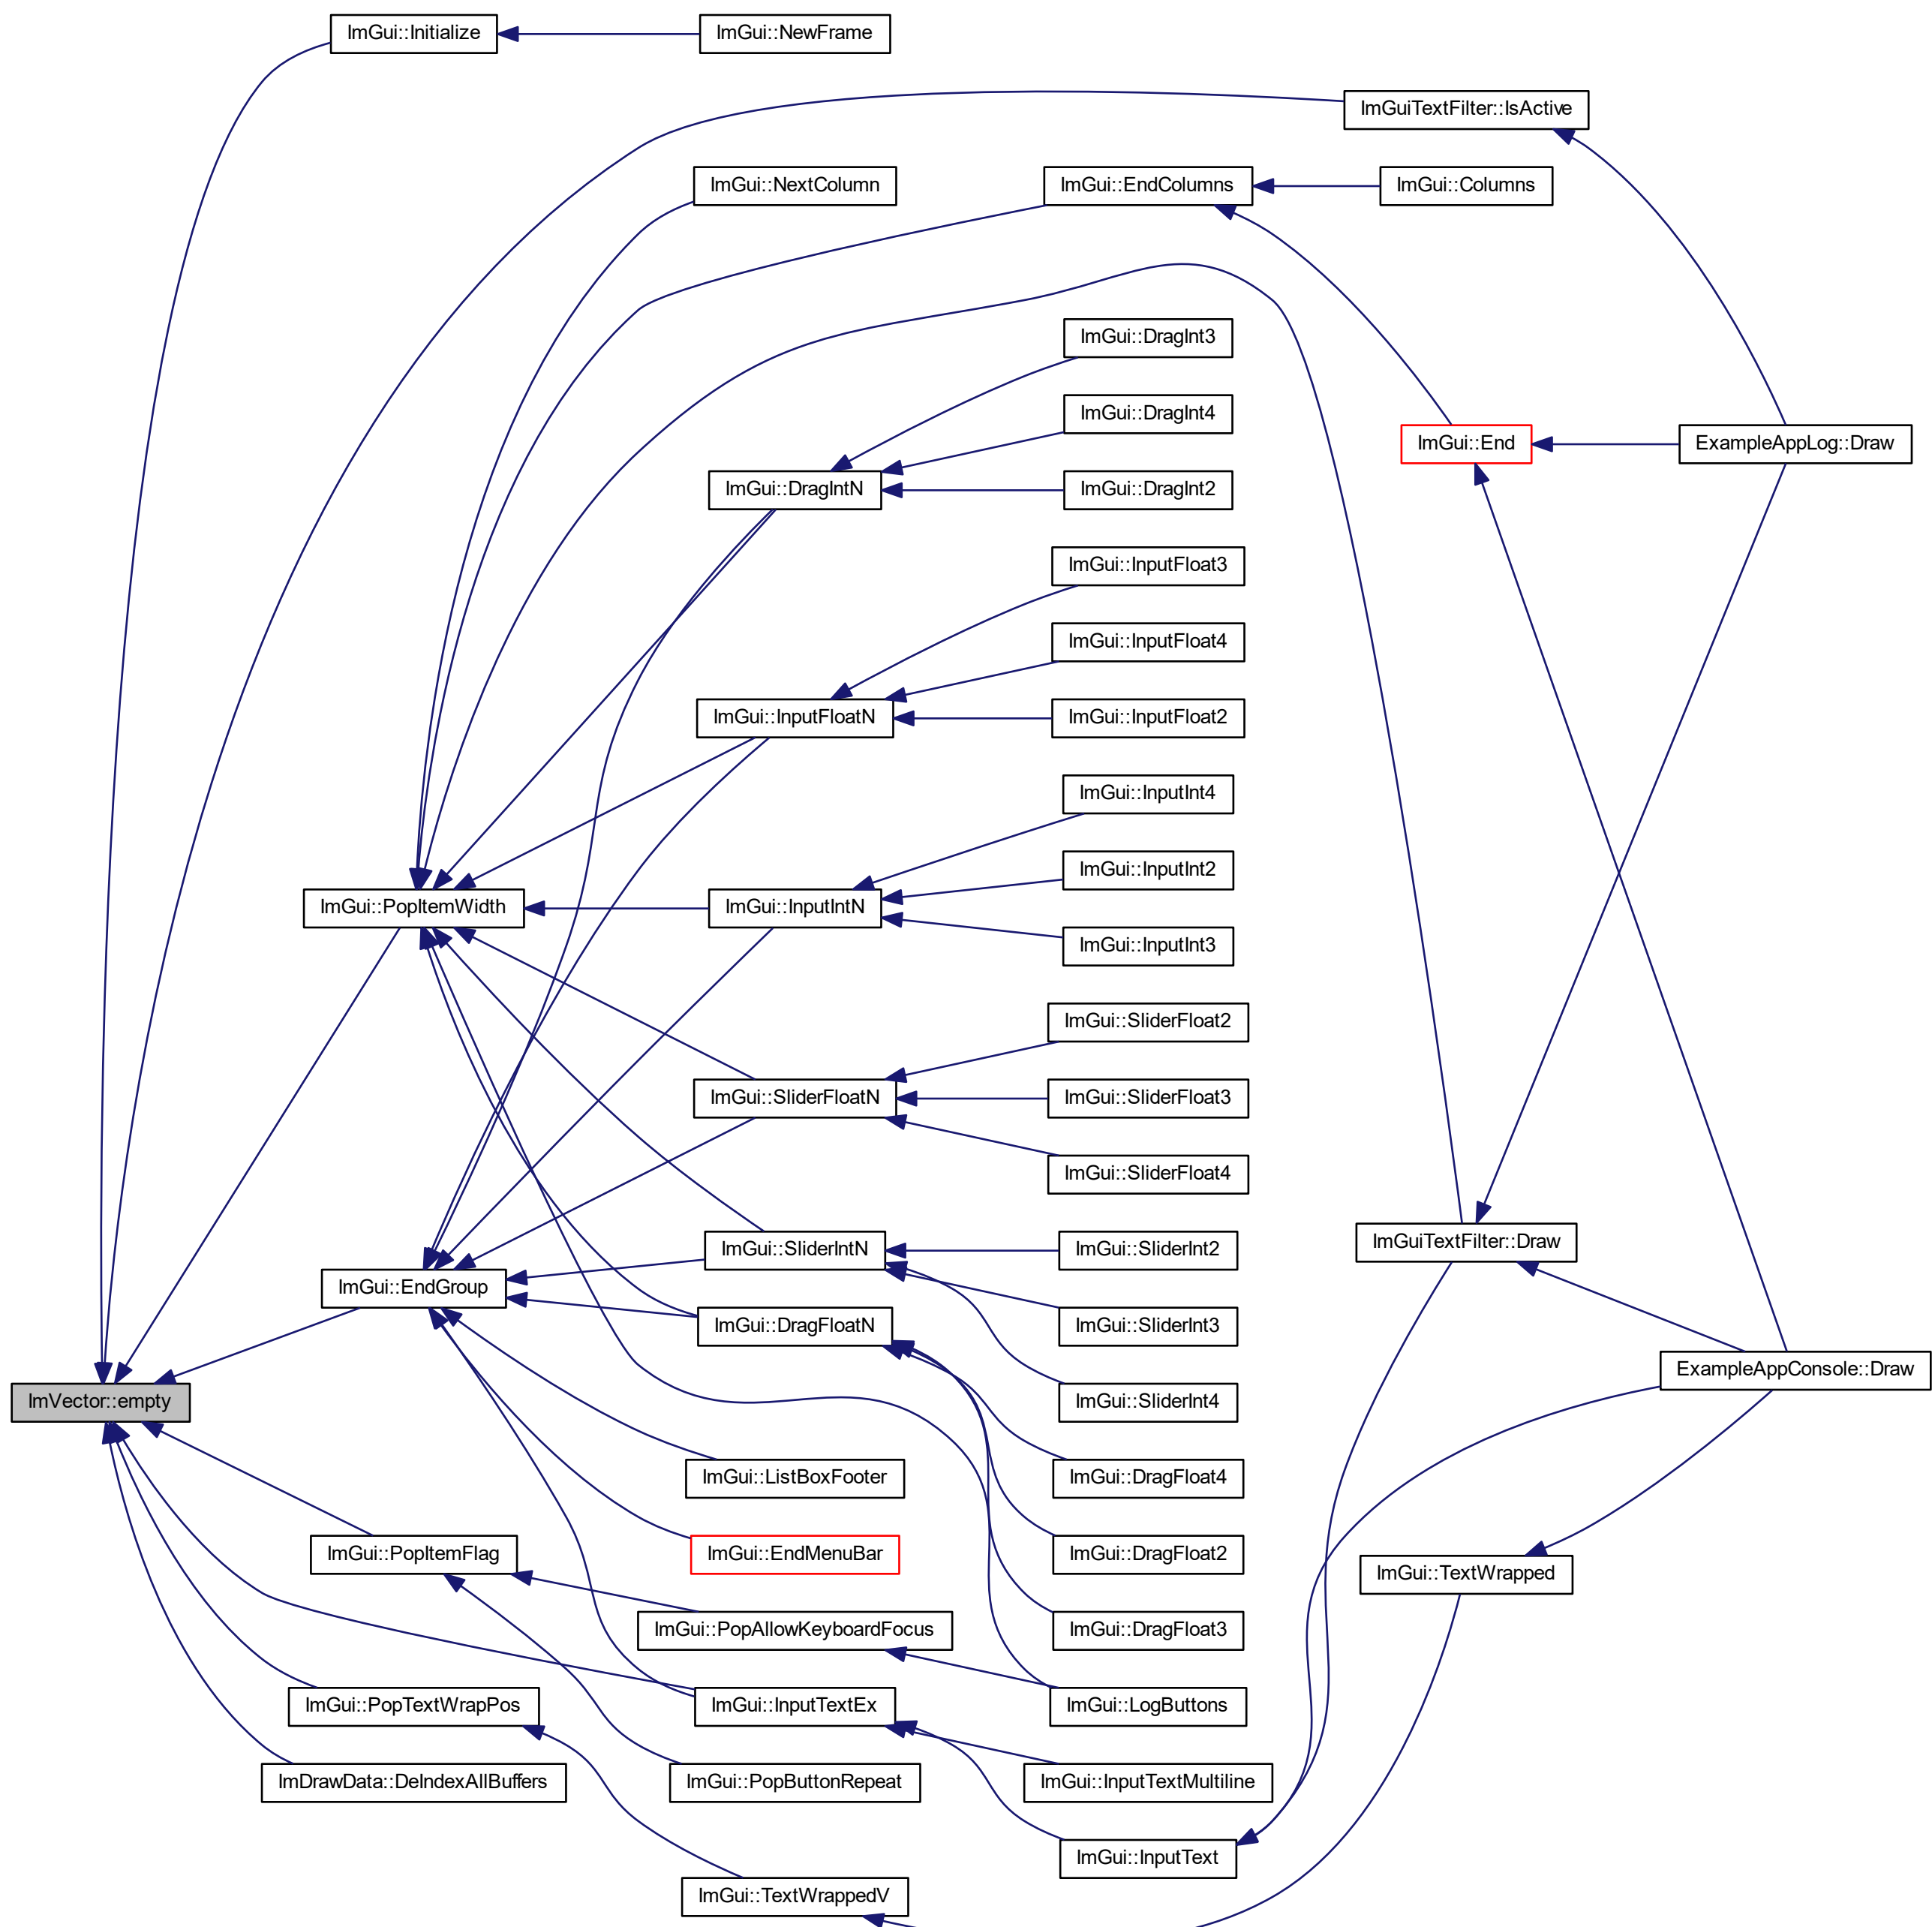 ImGui::Initialize
ImGui::NewFrame
ImGuiTextFilter::IsActive
ImGui::NextColumn
ImGui::EndColumns
ImGui::Columns
ImGui::DragInt3
ImGui::DragInt4
ImGui::End
ExampleAppLog::Draw
ImGui::DragIntN
ImGui::DragInt2
ImGui::InputFloat3
ImGui::InputFloat4
ImGui::InputFloatN
ImGui::InputFloat2
ImGui::InputInt4
ImGui::InputInt2
ImGui::PopItemWidth
ImGui::InputIntN
ImGui::InputInt3
ImGui::SliderFloat2
ImGui::SliderFloatN
ImGui::SliderFloat3
ImGui::SliderFloat4
ImGui::SliderIntN
ImGui::SliderInt2
ImGuiTextFilter::Draw
ImGui::EndGroup
ImGui::DragFloatN
ImGui::SliderInt3
ExampleAppConsole::Draw
ImVector::empty
ImGui::SliderInt4
ImGui::ListBoxFooter
ImGui::DragFloat4
ImGui::PopItemFlag
ImGui::EndMenuBar
ImGui::DragFloat2
ImGui::TextWrapped
ImGui::PopAllowKeyboardFocus
ImGui::DragFloat3
ImGui::PopTextWrapPos
ImGui::InputTextEx
ImGui::LogButtons
ImDrawData::DeIndexAllBuffers
ImGui::PopButtonRepeat
ImGui::InputTextMultiline
ImGui::InputText
ImGui::TextWrappedV